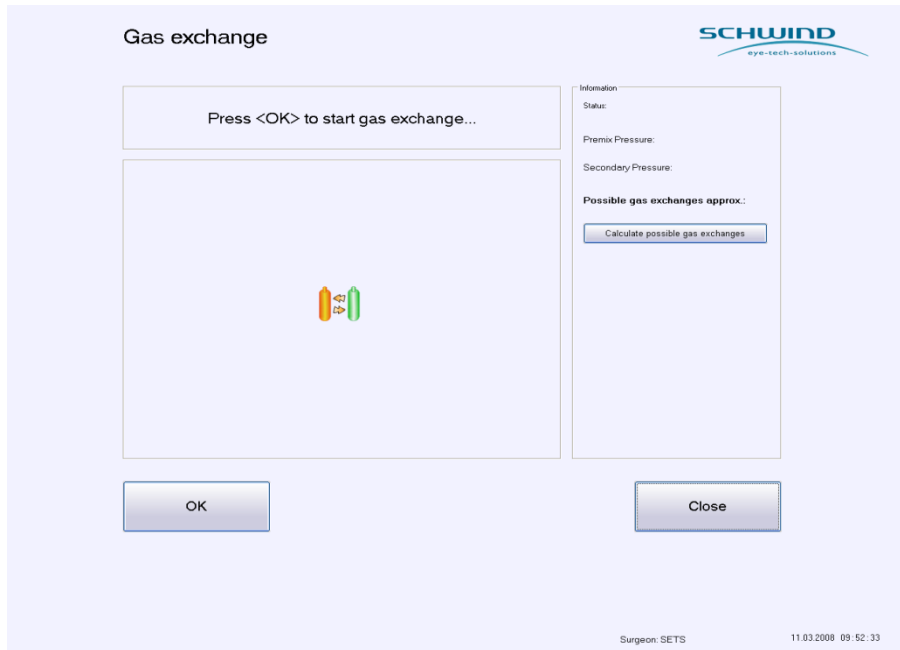 Gas exchange
SCHWIND
eye-tech-solutions
Press <OK> to start gas exchange...
Information
Status:
Premix Pressure:
Secondary Pressure:
Possible gas exchanges approx.:
Calculate possible gas exchanges
OK
Close
Surgeon: SETS
11.03.2008 09:52:33